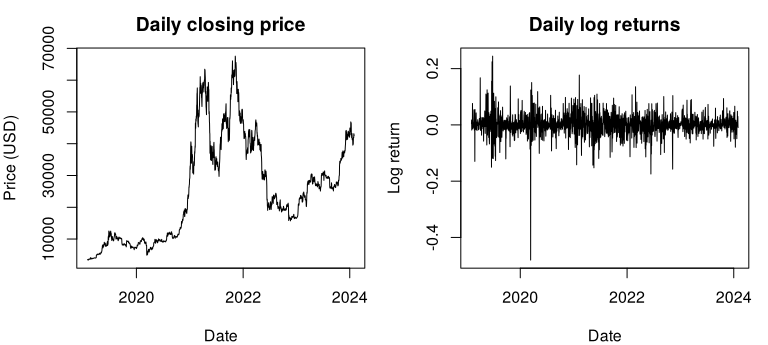 Daily closing price
Price (USD)
70000
50000
30000
10000
2020 2022 2024
Date
Daily log returns
Log return
0.2
0.0
-0.2
-0.4
2020 2022 2024
Date